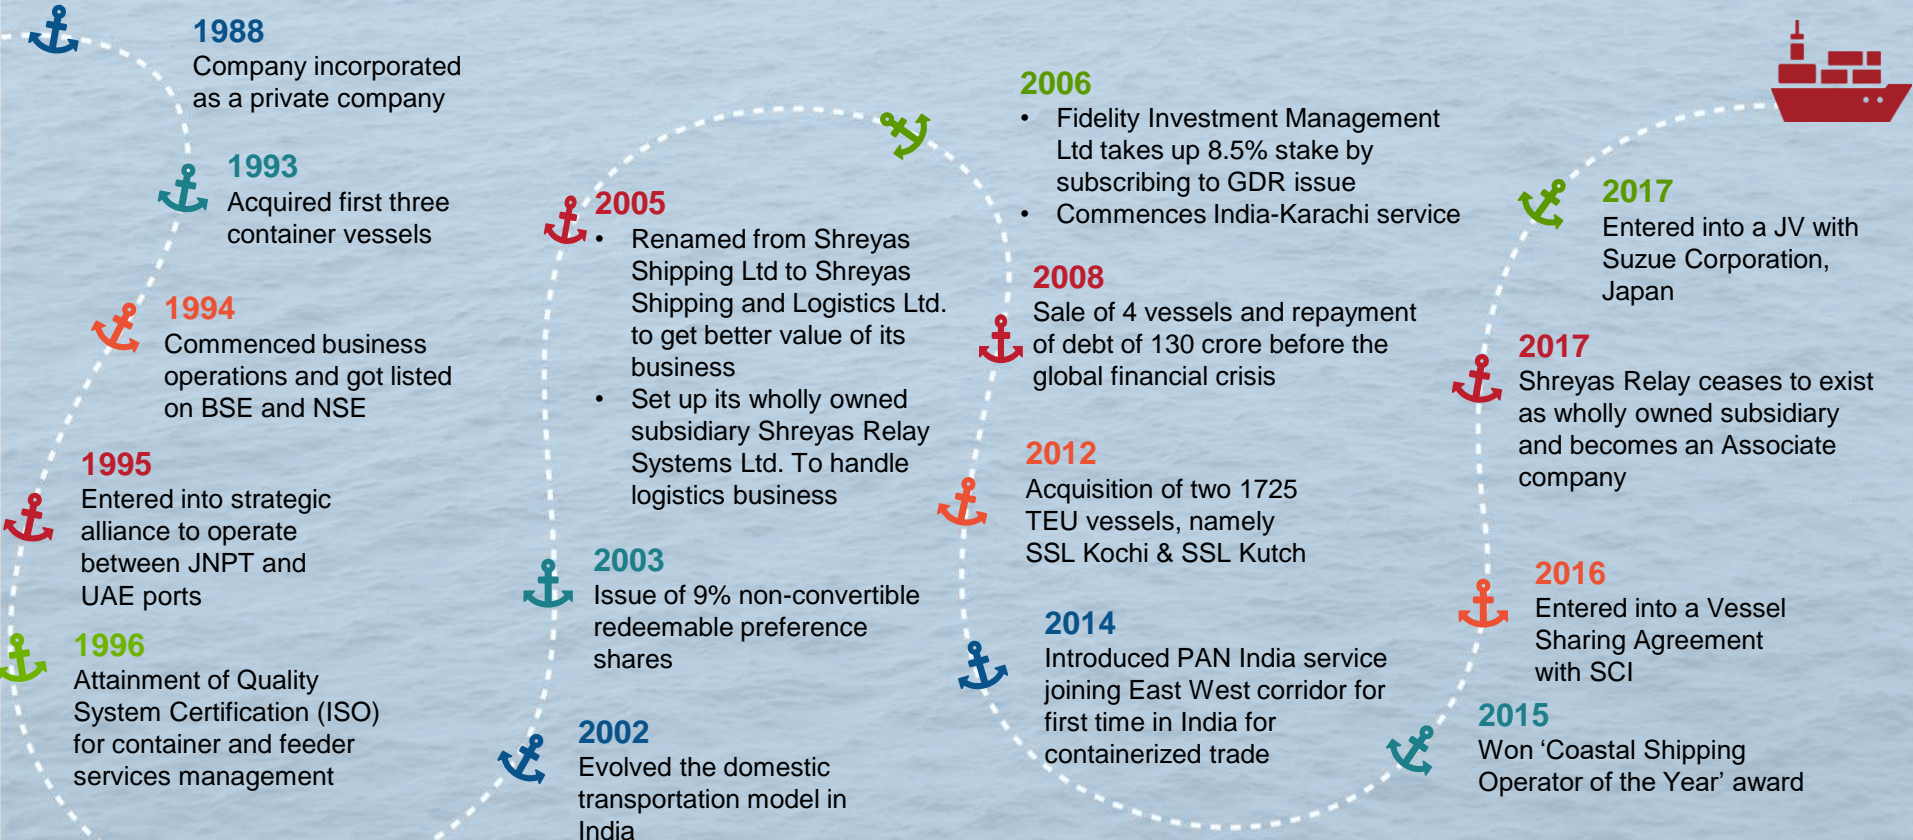 1988
Company incorporated
as a private company
1993
Acquired first three
container vessels
1994
Commenced business
operations and got listed
on BSE and NSE
1995
Entered into strategic
alliance to operate
between JNPT and
UAE ports
1996
Attainment of Quality
System Certification (ISO)
for container and feeder
services management
2002
Evolved the domestic
transportation model in
India
2003
Issue of 9% non-convertible
redeemable preference
shares
2005
• Renamed from Shreyas
Shipping Ltd to Shreyas
Shipping and Logistics Ltd.
to get better value of its
business
• Set up its wholly owned
subsidiary Shreyas Relay
Systems Ltd. To handle
logistics business
2006
• Fidelity Investment Management
Ltd takes up 8.5% stake by
subscribing to GDR issue
• Commences India-Karachi service
2008
Sale of 4 vessels and repayment
of debt of 130 crore before the
global financial crisis
2012
Acquisition of two 1725
TEU vessels, namely
SSL Kochi & SSL Kutch
2014
Introduced PAN India service
joining East West corridor for
first time in India for
containerized trade
2015
Won ‘Coastal Shipping
Operator of the Year’ award
2016
Entered into a Vessel
Sharing Agreement
with SCI
2017
Shreyas Relay ceases to exist
as wholly owned subsidiary
and becomes an Associate
company
2017
Entered into a JV with
Suzue Corporation,
Japan